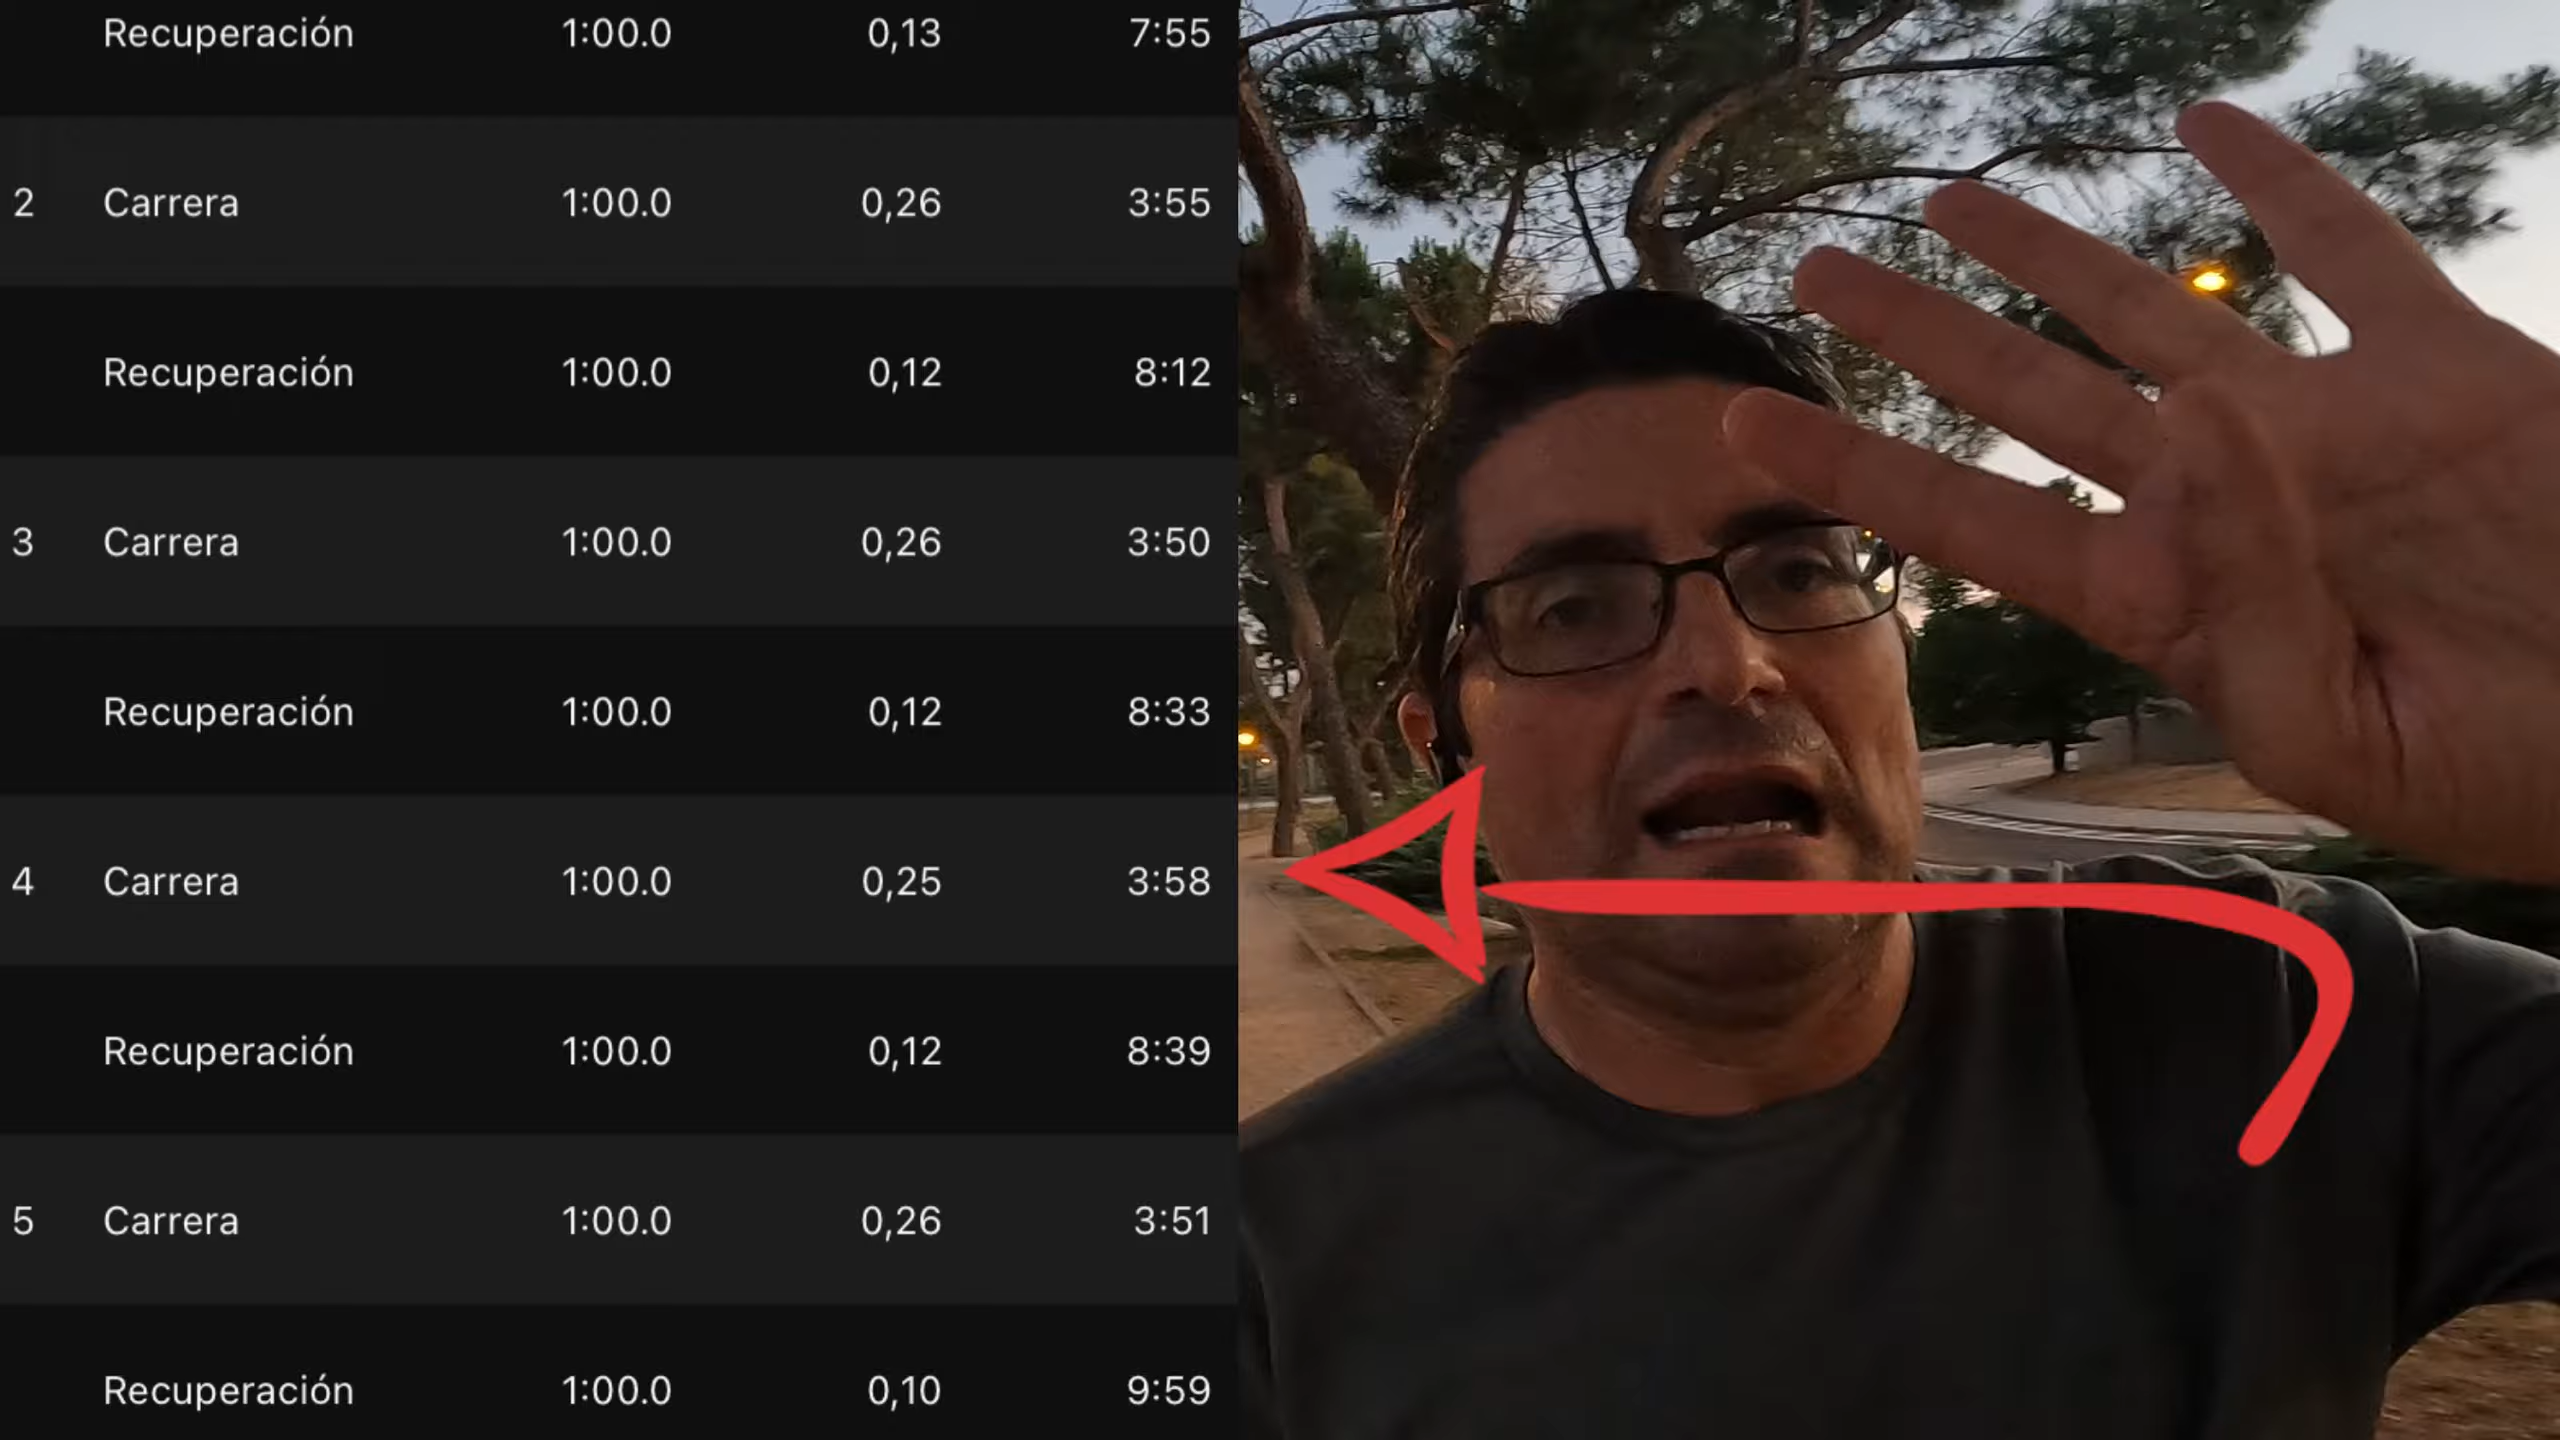 Recuperación 1:00.0 0,13 7:55
2 Carrera 1:00.0 0,26 3:55
Recuperación 1:00.0 0,12 8:12
3 Carrera 1:00.0 0,26 3:50
Recuperación 1:00.0 0,12 8:33
4 Carrera 1:00.0 0,25 3:58
Recuperación 1:00.0 0,12 8:39
5 Carrera 1:00.0 0,26 3:51
Recuperación 1:00.0 0,10 9:59